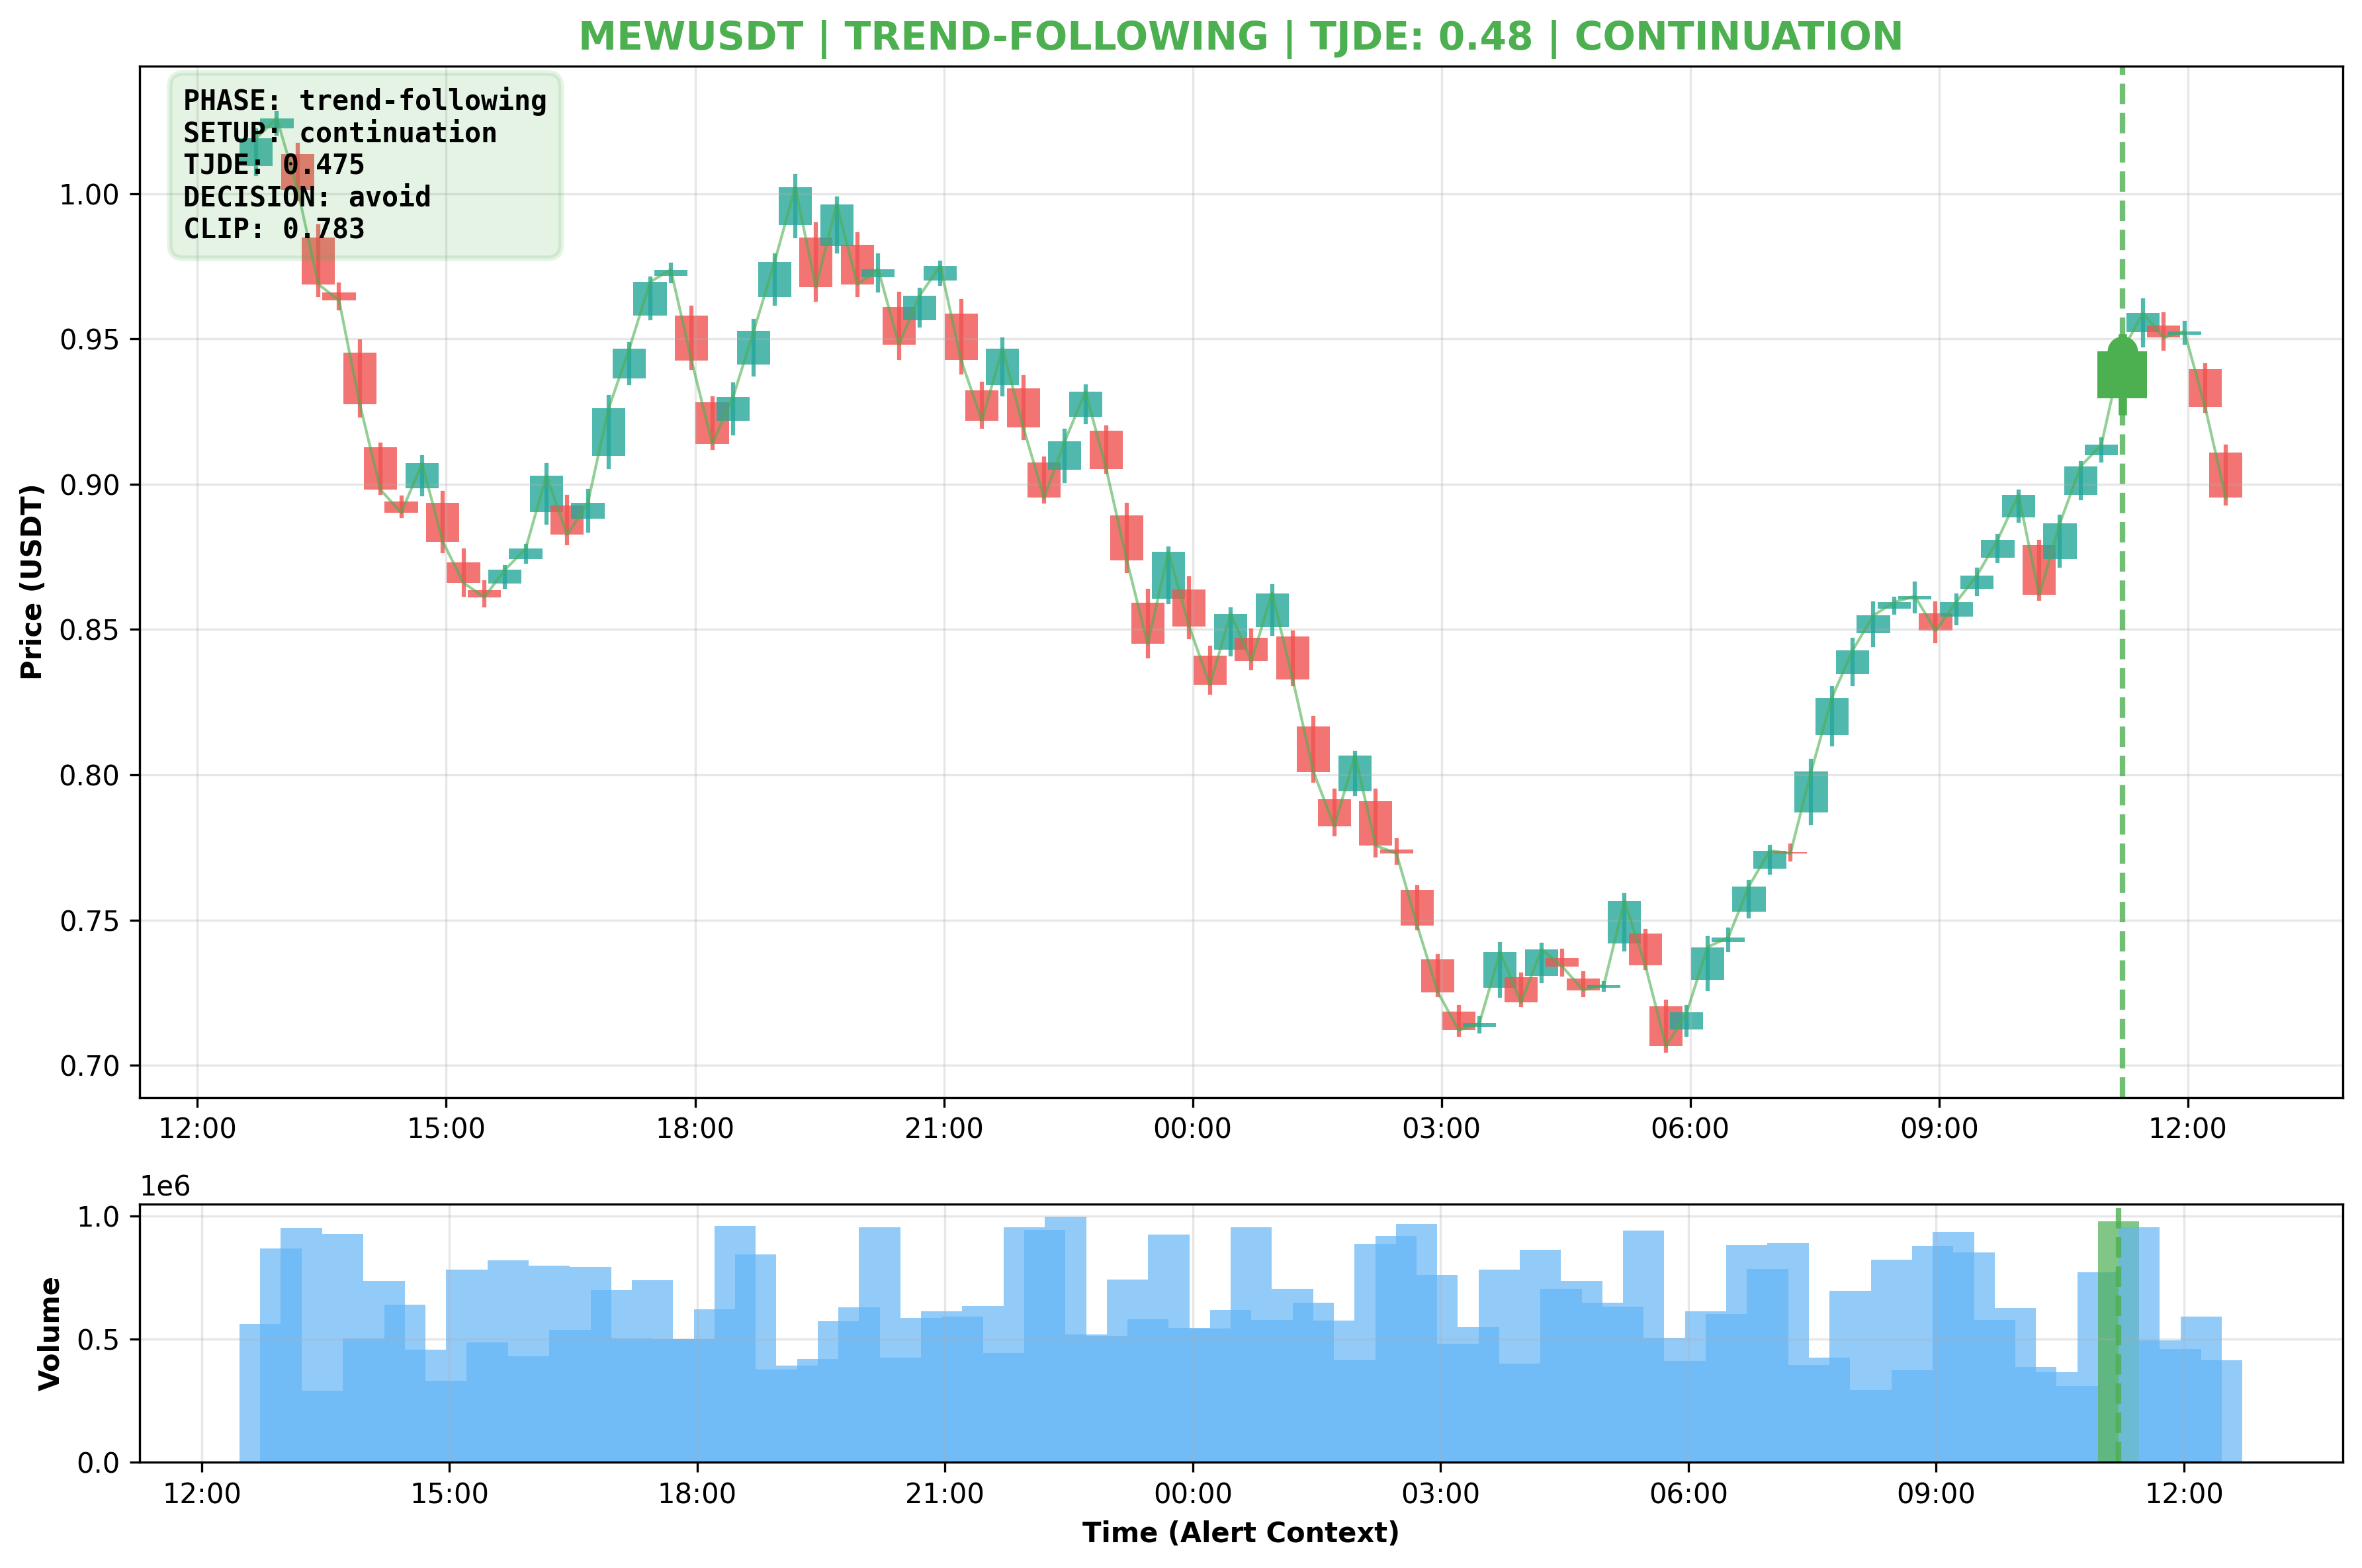 MEWUSDT | TREND-FOLLOWING | TJDE: 0.48 | CONTINUATION
PHASE: trend-following
SETUP: continuation
TJDE: 0.475
DECISION: avoid
CLIP: 0.783
Price (USDT)
1.00
0.95
0.90
0.85
0.80
0.75
0.70
12:00 15:00 18:00 21:00 00:00 03:00 06:00 09:00 12:00
1e6
Volume
1.0
0.5
0.0
12:00 15:00 18:00 21:00 00:00 03:00 06:00 09:00 12:00
Time (Alert Context)